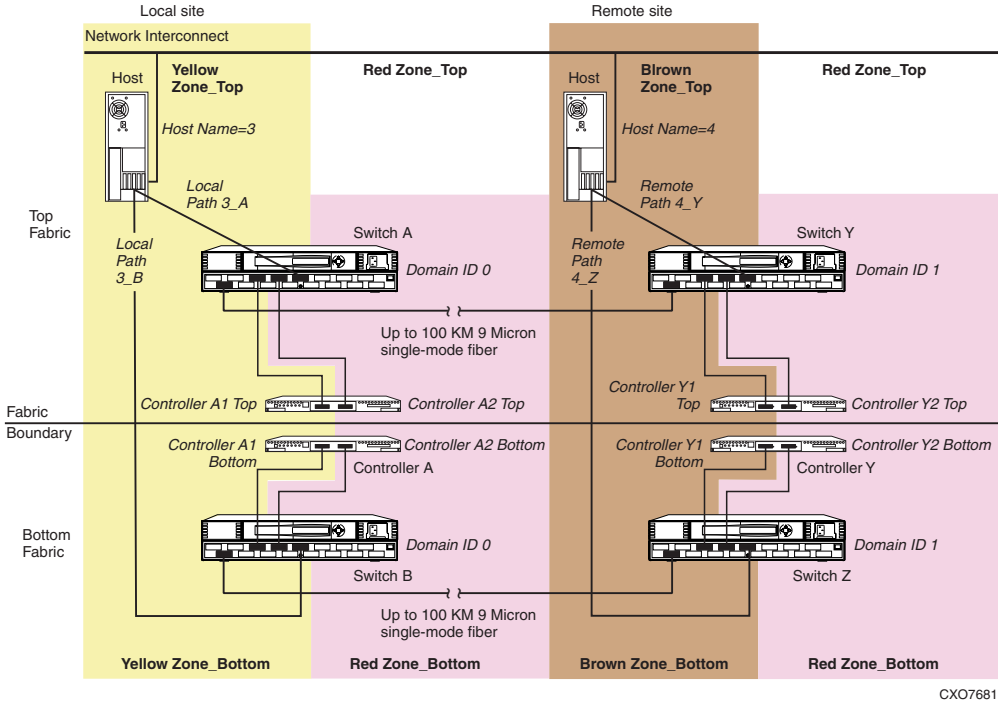 Local site
Remote site
Network Interconnect
Host
Yellow
Zone_Top
Red Zone_Top
Host
Blrown
Zone_Top
Red Zone_Top
Host Name=3
Host Name=4
Local
Path 3_A
Remote
Path 4_Y
Top
Fabric
Local
Path
3_B
Switch A
Domain ID 0
Remote
Path
4_Z
Switch Y
Domain ID 1
Up to 100 KM 9 Micron
single-mode fiber
Controller A1 Top
Controller A2 Top
Controller Y1
Top
Controller Y2 Top
Fabric
Boundary
Controller A1
Bottom
Controller A2 Bottom
Controller A
Controller Y1
Bottom
Controller Y2 Bottom
Controller Y
Bottom
Fabric
Domain ID 0
Switch B
Domain ID 1
Switch Z
Up to 100 KM 9 Micron
single-mode fiber
Yellow Zone_Bottom
Red Zone_Bottom
Brown Zone_Bottom
Red Zone_Bottom
CXO7681